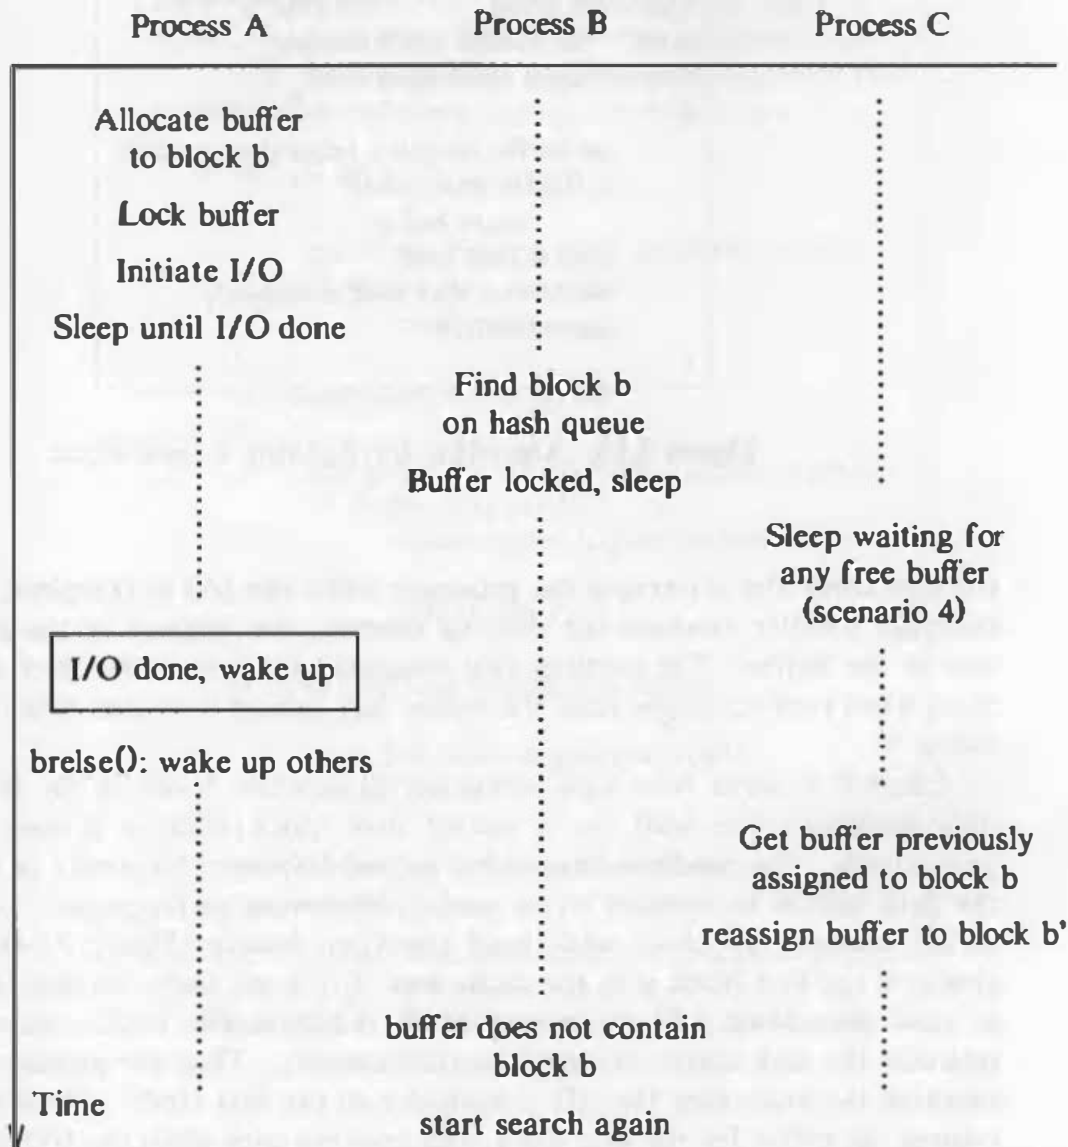 Process A Process B Process C
Allocate buffer
to block b
Lock buffer
Initiate I/O
Sleep until I/O done
Find block b
on hash queue
Buffer locked, sleep
Sleep waiting for
any free buffer
(scenario 4)
I/O done, wake up
brelse(): wake up others
Get buffer previously
assigned to block b
reassign buffer to block b'
buffer does not contain
block b
start search again
Time